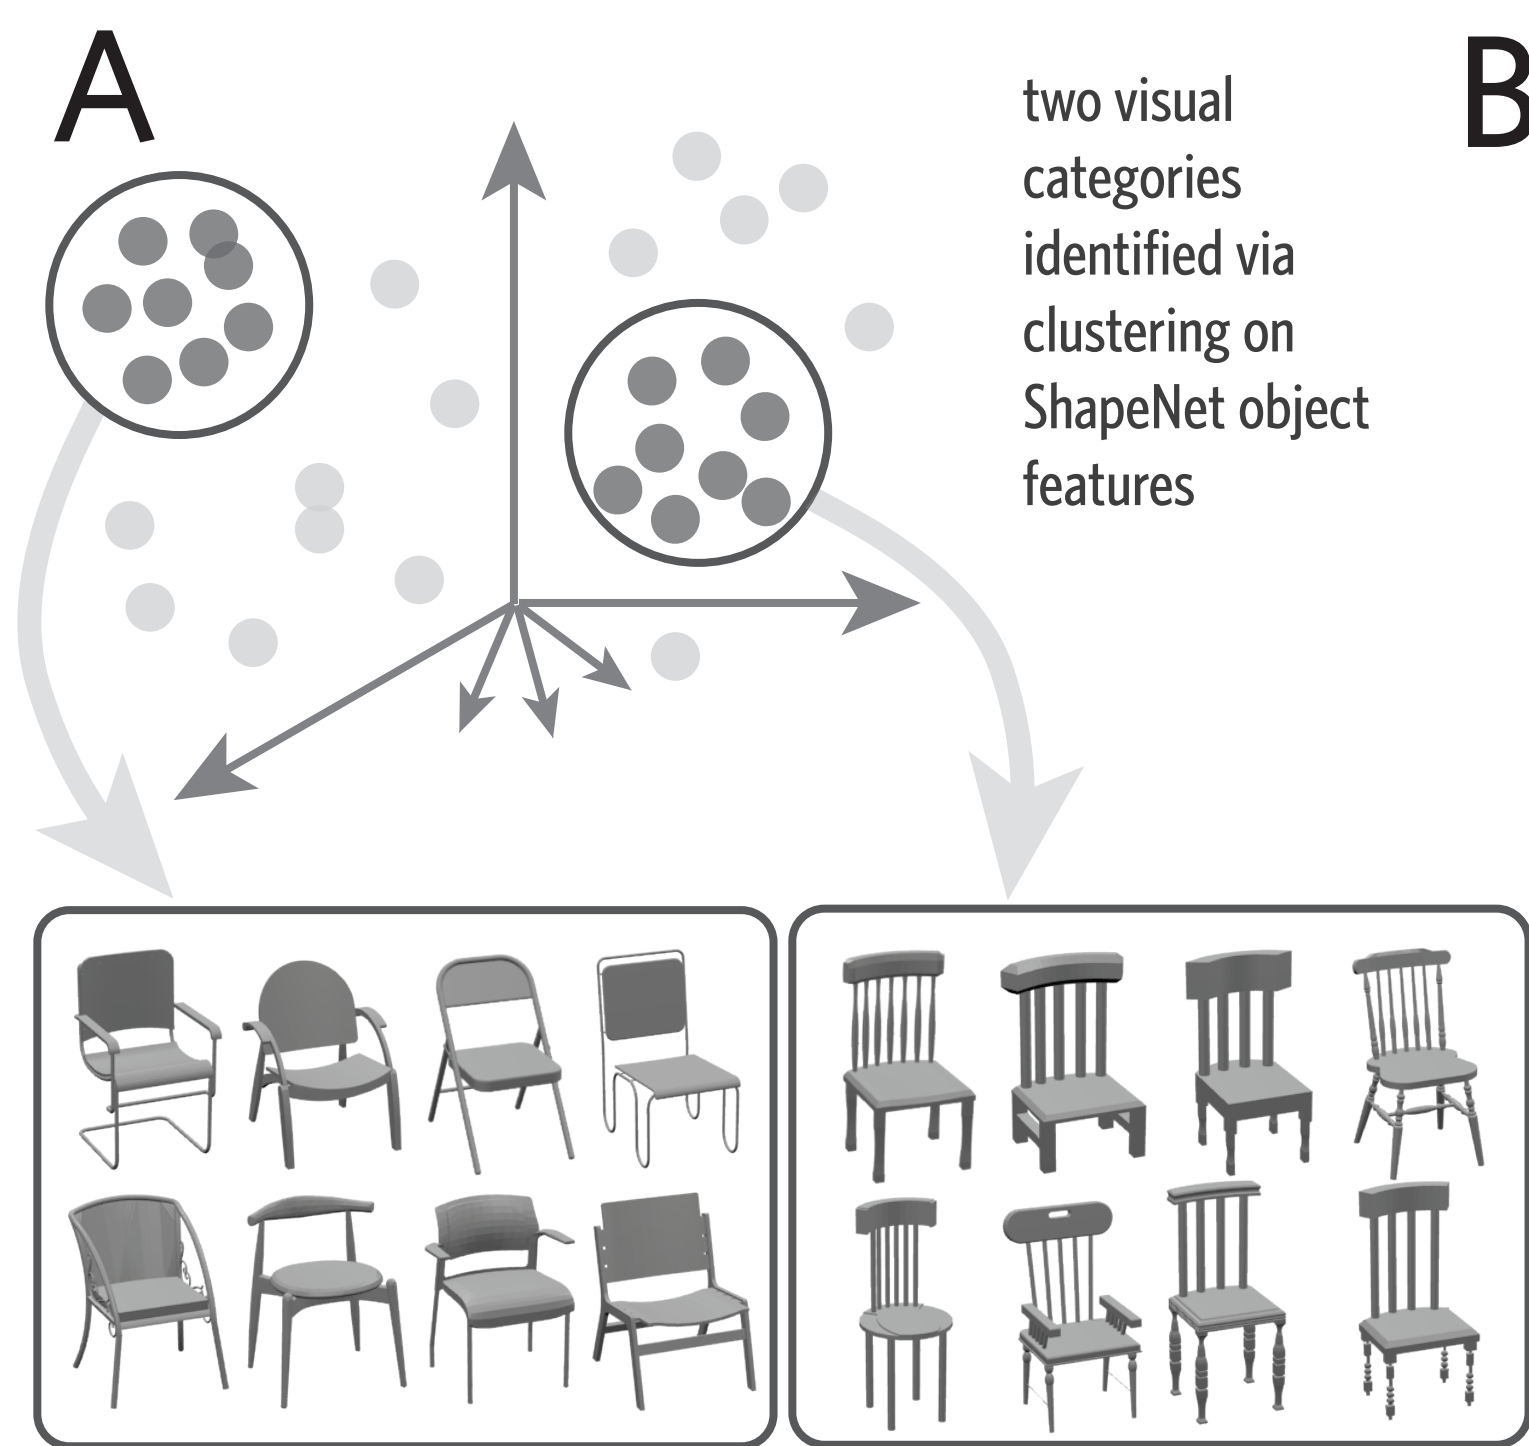 A
two visual
categories
identified via
clustering on
ShapeNet object
features
B